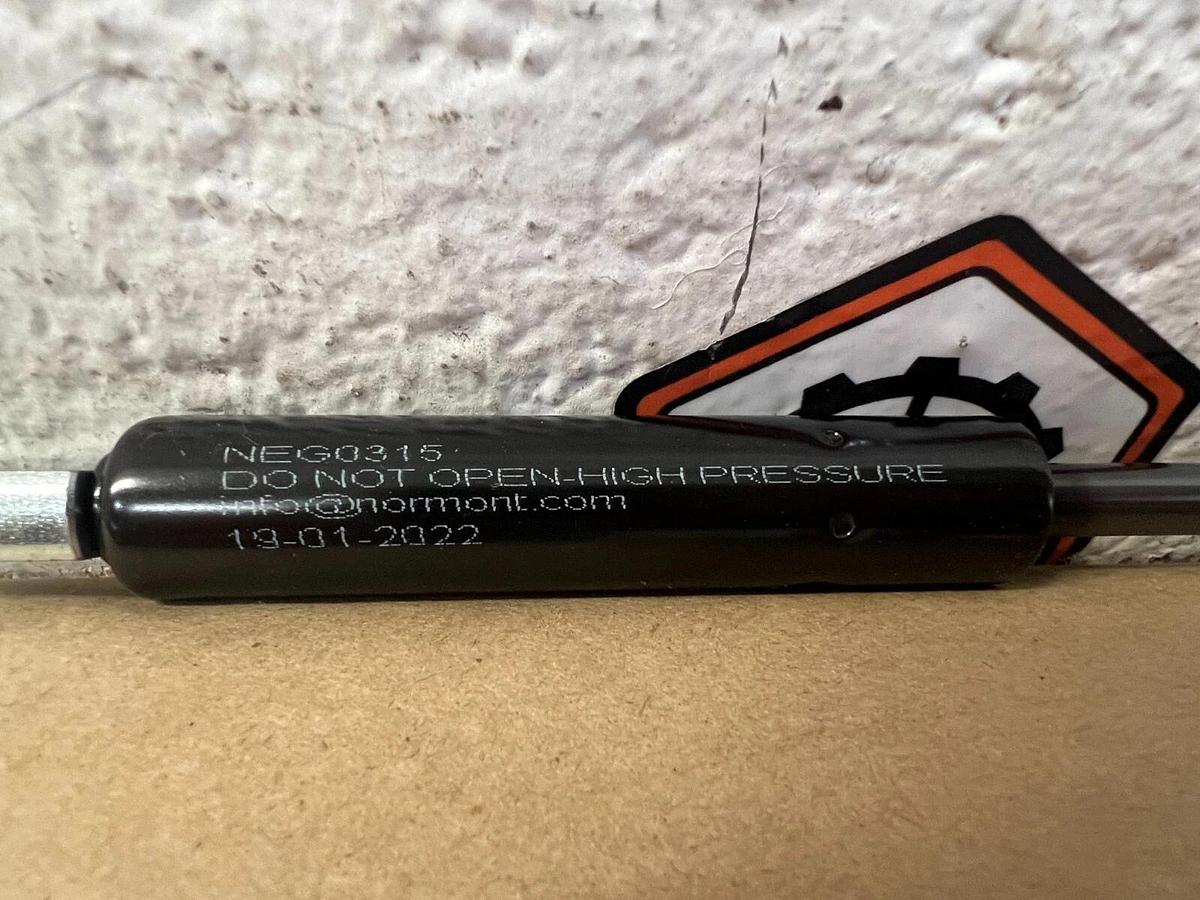 NEG0315
DO NOT OPEN-HIGH PRESSURE
info@normont.com
19-01-2022